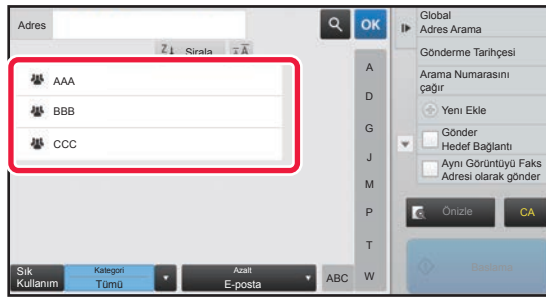 Adres
OK
Sırala
AAA
BBB
CCC
A
D
G
J
M
P
T
W
Sık
Kullanım
Kategori
Tümü
Azalt
E-posta
ABC
Global
Adres Arama
Gönderme Tarihçesi
Arama Numarasını
çağır
Yeni Ekle
Gönder
Hedef Bağlantı
Aynı Görüntüyü Faks
Adresi olarak gönder
Önizle
CA